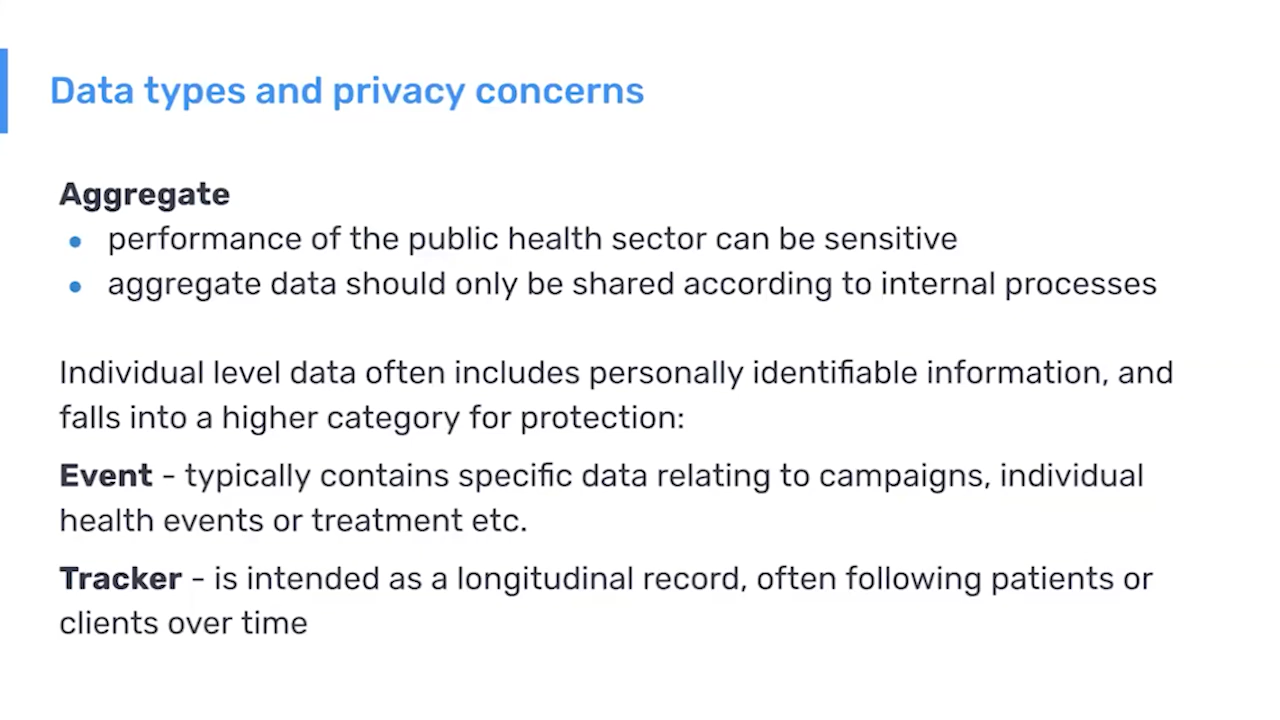 Data types and privacy concerns
Aggregate
• performance of the public health sector can be sensitive
• aggregate data should only be shared according to internal processes
Individual level data often includes personally identifiable information, and
falls into a higher category for protection:
Event - typically contains specific data relating to campaigns, individual
health events or treatment etc.
Tracker - is intended as a longitudinal record, often following patients or
clients over time